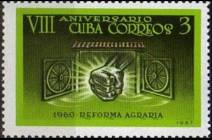 VIII ANIVERSARIO
CUBA CORREOS 3
1960 REFORMA AGRARIA
1967